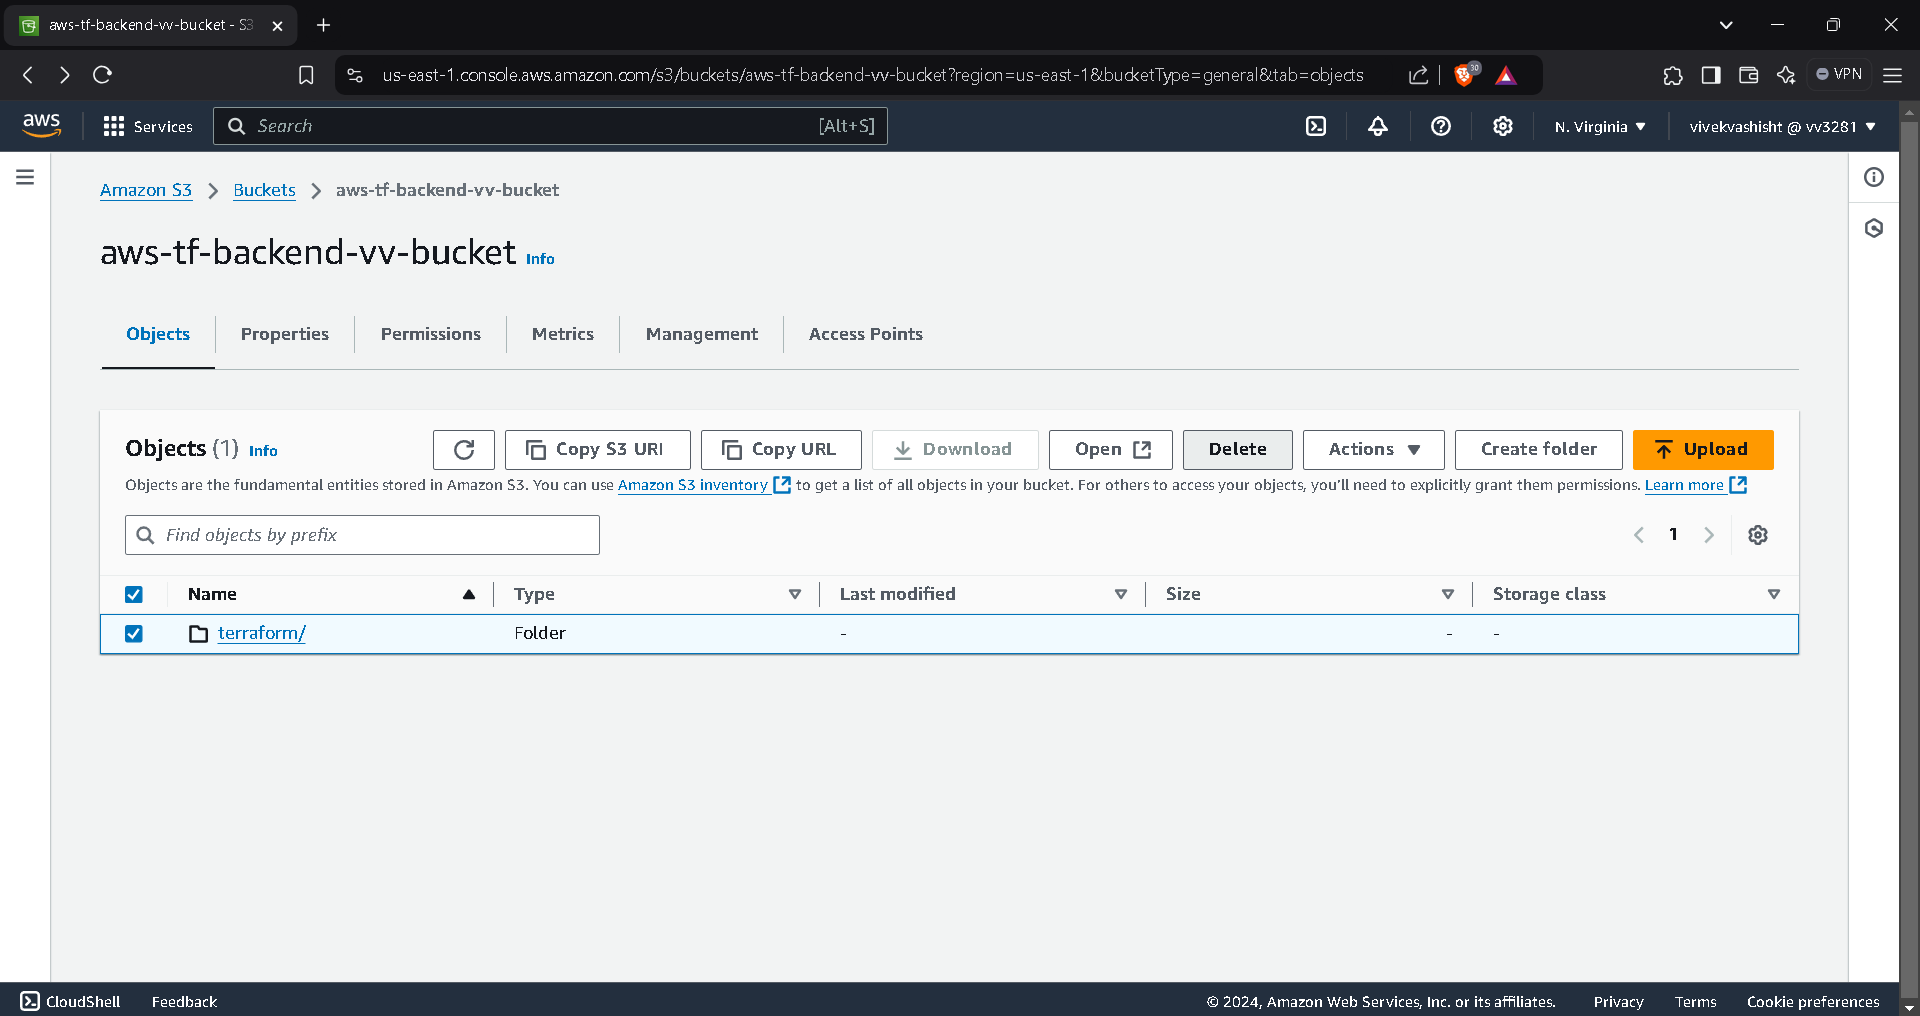 aws-tf-backend-vv-bucket - S3
us-east-1.console.aws.amazon.com/s3/buckets/aws-tf-backend-vv-bucket?region=us-east-1&bucketType=general&tab=objects
30
VPN
aws
Services
Search
[Alt+S]
N. Virginia
vivekvashisht @ vv3281
Amazon S3
Buckets
aws-tf-backend-vv-bucket
aws-tf-backend-vv-bucket Info
Objects
Properties
Permissions
Metrics
Management
Access Points
Objects (1) Info
Copy S3 URI
Copy URL
Download
Open
Delete
Actions
Create folder
Upload
Objects are the fundamental entities stored in Amazon S3. You can use Amazon S3 inventory to get a list of all objects in your bucket. For others to access your objects, you'll need to explicitly grant them permissions. Learn more
Find objects by prefix
1
Name
Type
Last modified
Size
Storage class
terraform/
Folder
-
-
-
CloudShell
Feedback
© 2024, Amazon Web Services, Inc. or its affiliates.
Privacy
Terms
Cookie preferences